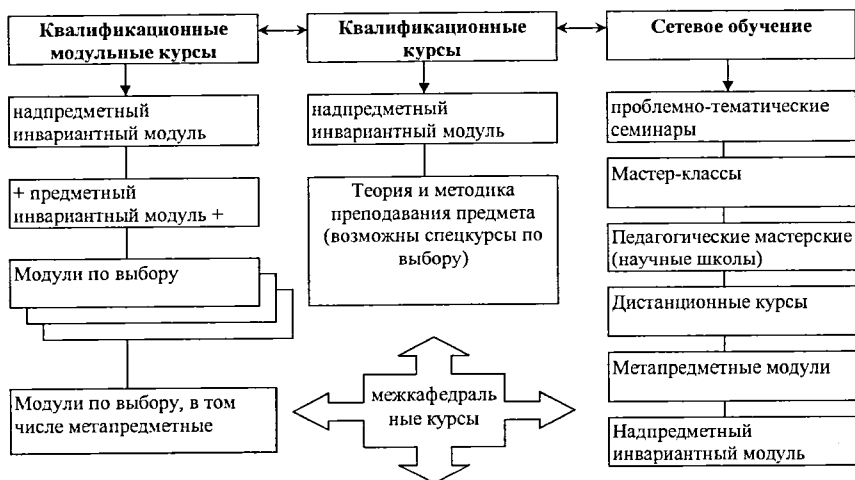 Квалификационные
модульные курсы
надпредметный
инвариантный модуль
+ предметный
инвариантный модуль +
Модули по выбору
Модули по выбору, в том
числе метапредметные
Квалификационные
курсы
надпредметный
инвариантный модуль
Теория и методика
преподавания предмета
(возможны спецкурсы по
выбору)
межкафедраль
ные курсы
Сетевое обучение
проблемно-тематические
семинары
Мастер-классы
Педагогические мастерские
(научные школы)
Дистанционные курсы
Метапредметные модули
Надпредметный
инвариантный модуль